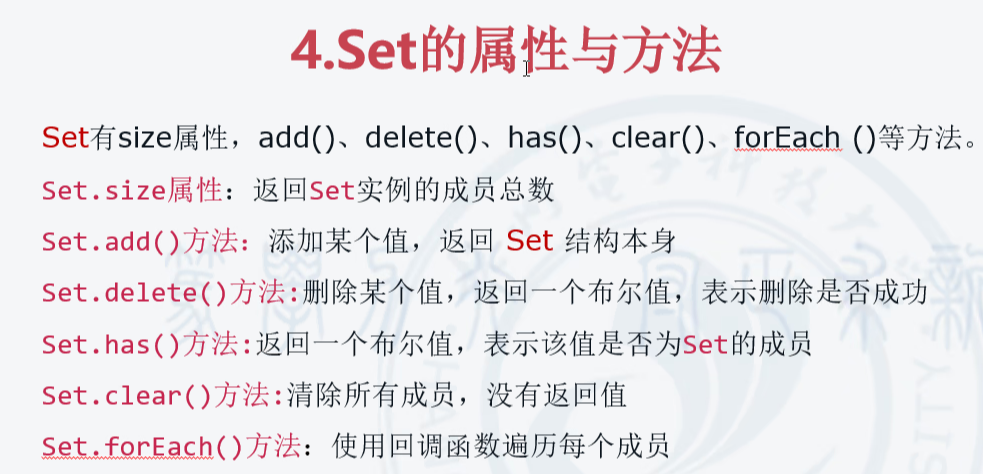 4.Set的属性与方法
Set有size属性，add()、delete()、has()、clear()、forEach ()等方法。
Set.size属性：返回Set实例的成员总数
Set.add()方法：添加某个值，返回 Set 结构本身
Set.delete()方法:删除某个值，返回一个布尔值，表示删除是否成功
Set.has()方法:返回一个布尔值，表示该值是否为Set的成员
Set.clear()方法:清除所有成员，没有返回值
Set.forEach()方法：使用回调函数遍历每个成员